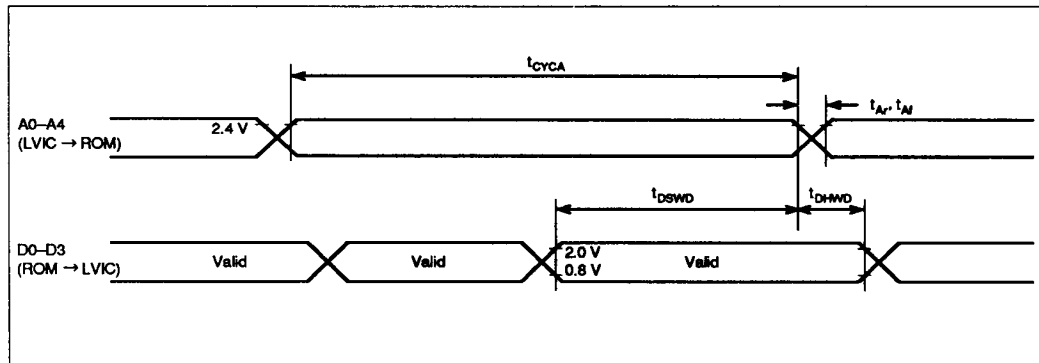 tCYCA
tAr, tAf
A0–A4
(LVIC → ROM)
2.4 V
tDSWD
tDHWD
D0–D3
(ROM → LVIC)
Valid
Valid
2.0 V
0.8 V
Valid